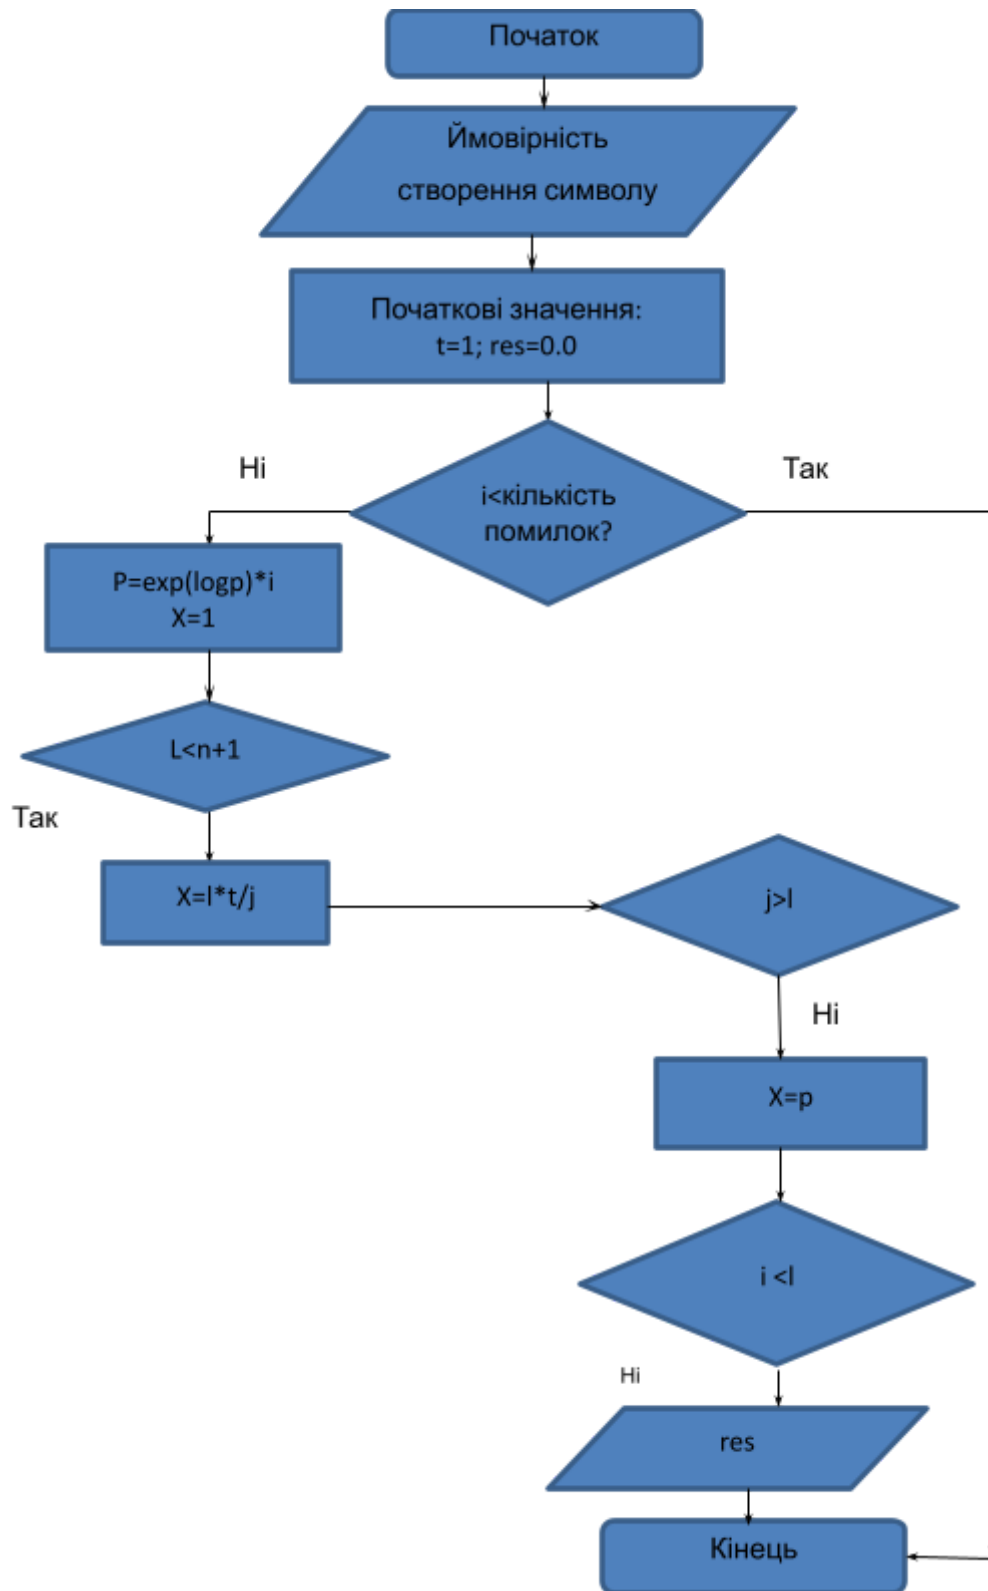 Початок
Ймовірність
створення символу
Початкові значення:
t=1; res=0.0
Ні
Так
i<кількість
помилок?
P=exp(logp)*i
X=1
L<n+1
Так
X=l*t/j
j>l
Ні
X=p
i <l
Ні
res
Кінець